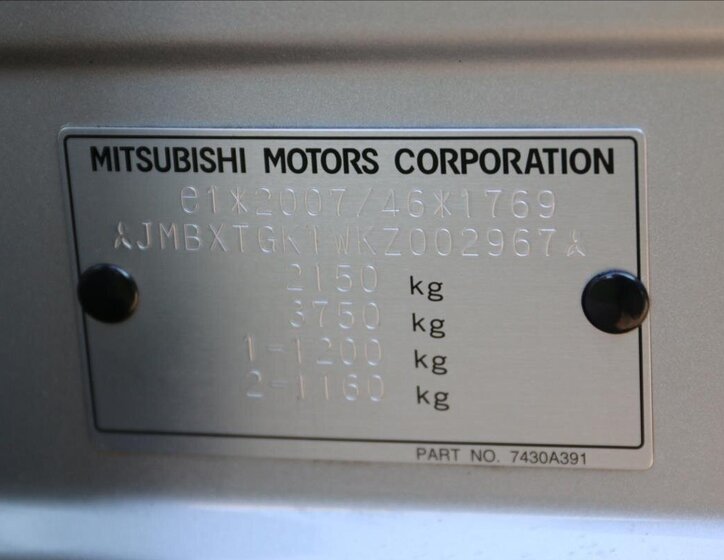 MITSUBISHI MOTORS CORPORATION
e1*2007/46*1769
JMBXTGK1WKZ002967
2150 kg
3750 kg
1-1200 kg
2-1160 kg
PART NO. 7430A391